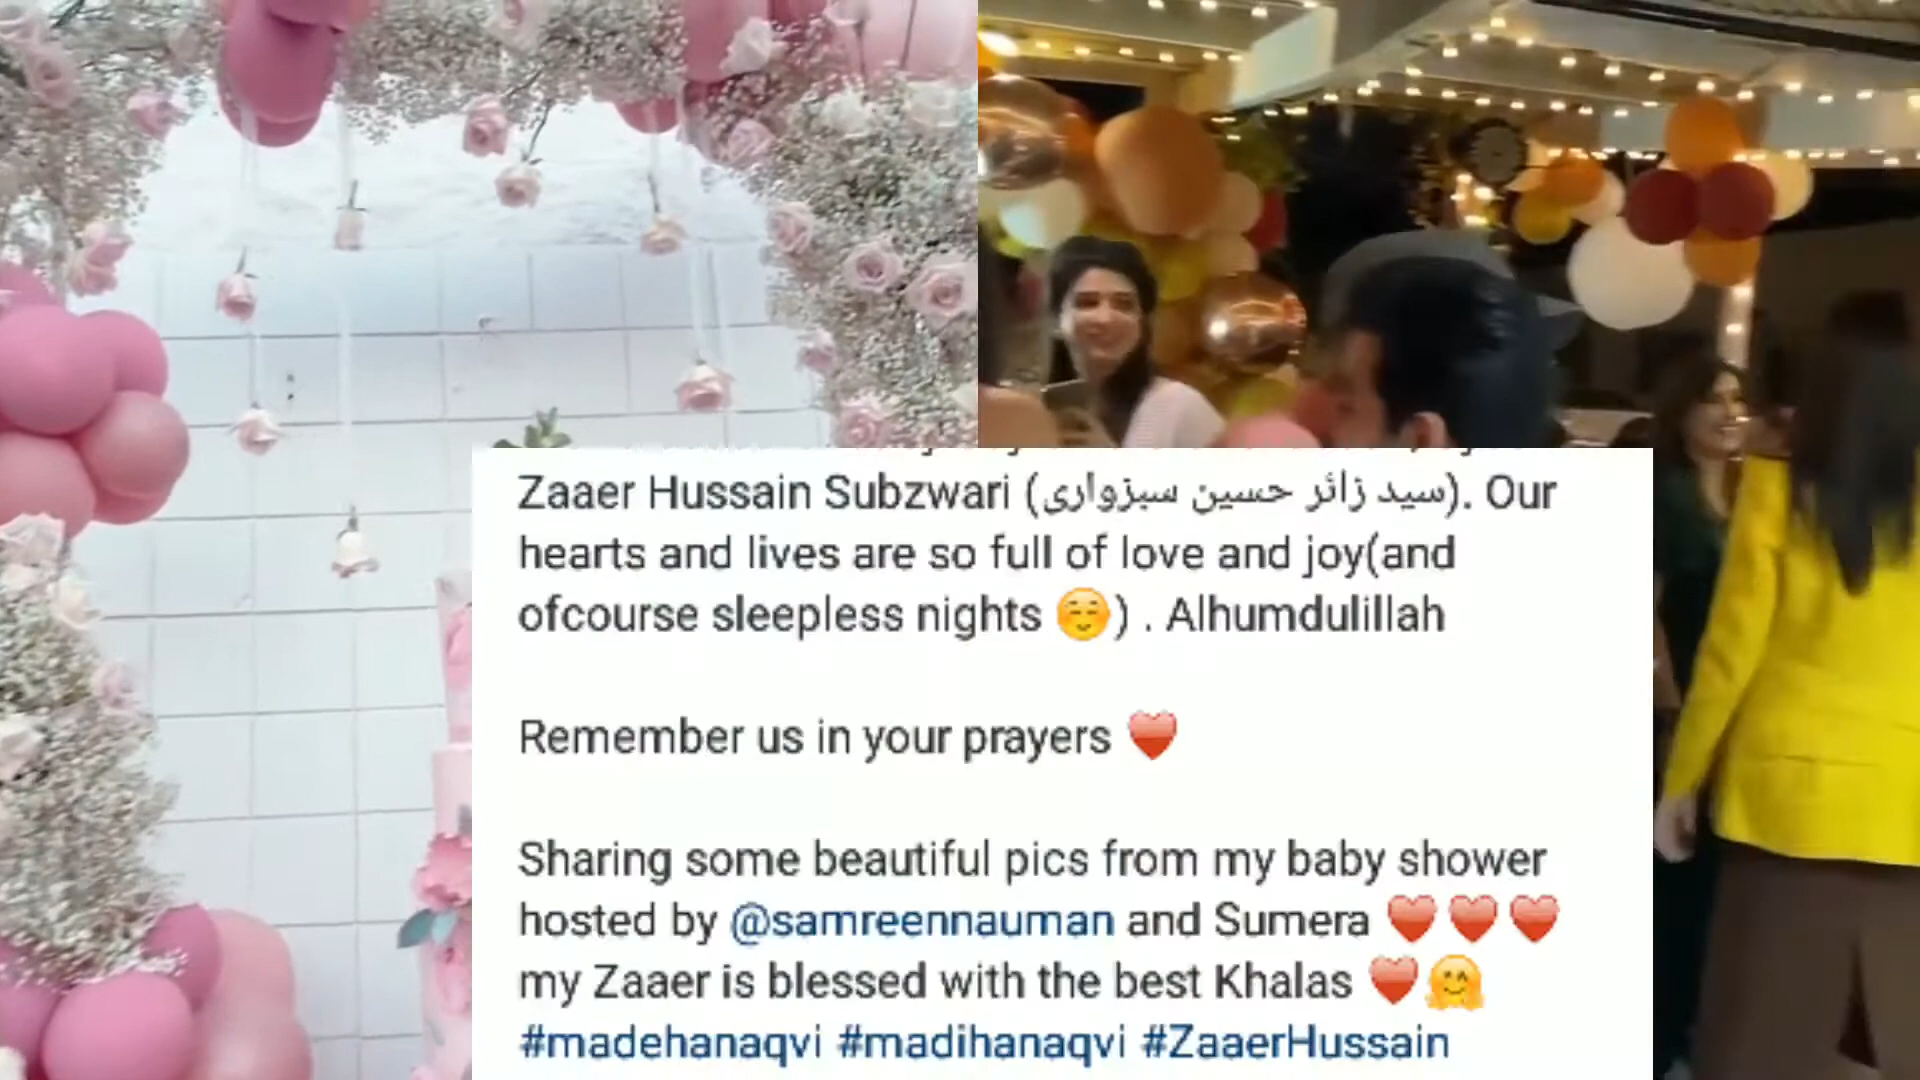 Zaaer Hussain Subzwari (سید زائر حسین سبزواری). Our
hearts and lives are so full of love and joy(and
ofcourse sleepless nights ☺️) . Alhumdulillah
Remember us in your prayers ♥️
Sharing some beautiful pics from my baby shower
hosted by @samreennauman and Sumera ♥️♥️♥️
my Zaaer is blessed with the best Khalas ♥️🤗
#madehanaqvi #madihanaqvi #ZaaerHussain